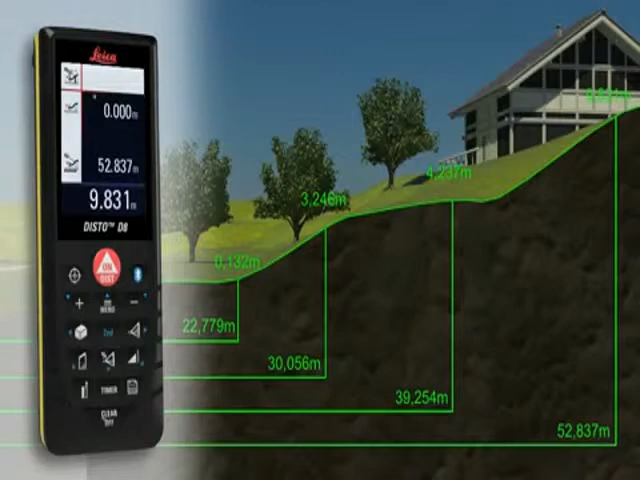 Leica
0.000m
52.837m
9.831m
DISTO™ D8
ON
DIST
+
MENU
−
2nd
TIMER
CLEAR
OFF
4,237m
3,246m
0,132m
22,779m
30,056m
39,254m
52,837m